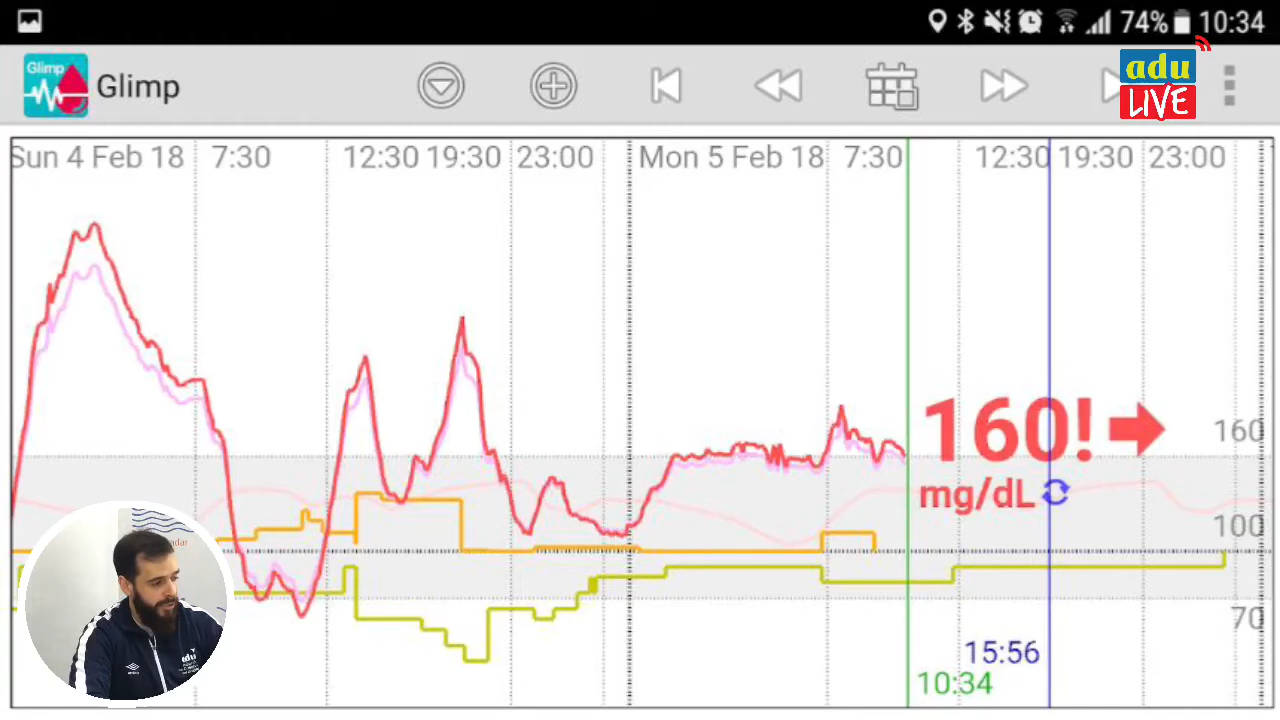 74% 10:34
Glimp Glimp
adu
LIVE
Sun 4 Feb 18 7:30 12:30 19:30 23:00 Mon 5 Feb 18 7:30 12:30 19:30 23:00
160! 160
mg/dL
100
70
15:56
10:34
adu